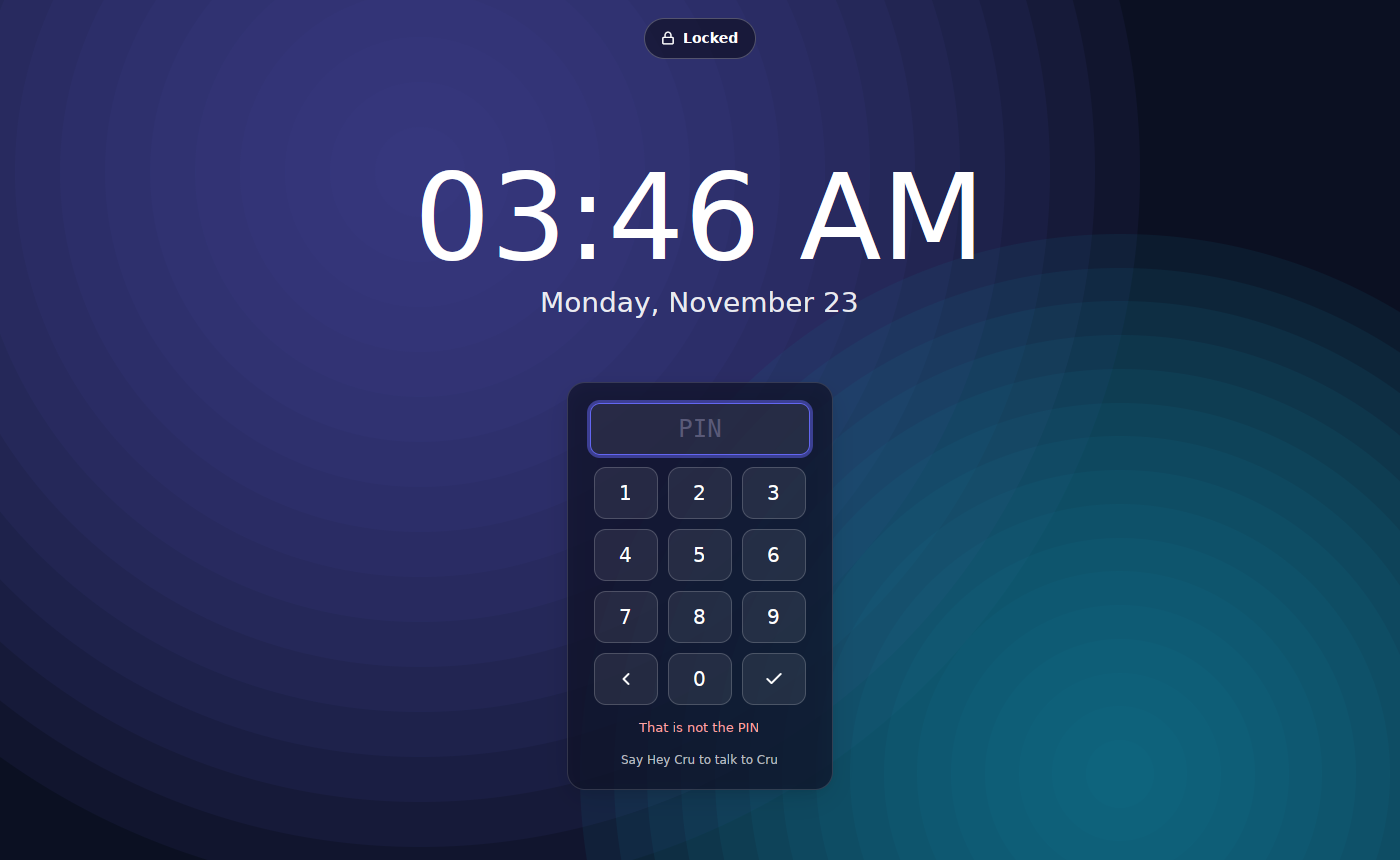 Locked
03:46 AM
Monday, November 23
PIN
1 2 3
4 5 6
7 8 9
0
That is not the PIN
Say Hey Cru to talk to Cru